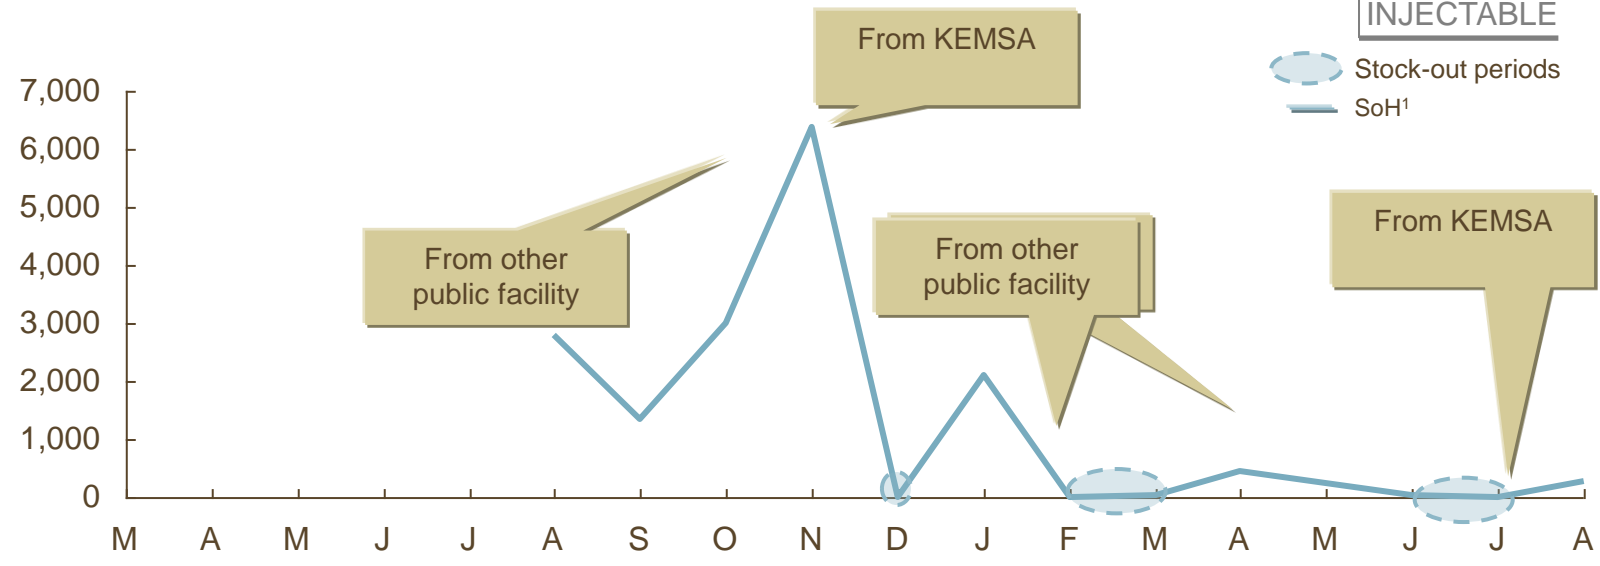 INJECTABLE
From KEMSA
Stock-out periods
SoH¹
7,000
6,000
5,000
4,000
3,000
2,000
1,000
0
From other
public facility
From other
public facility
From KEMSA
M A M J J A S O N D J F M A M J J A